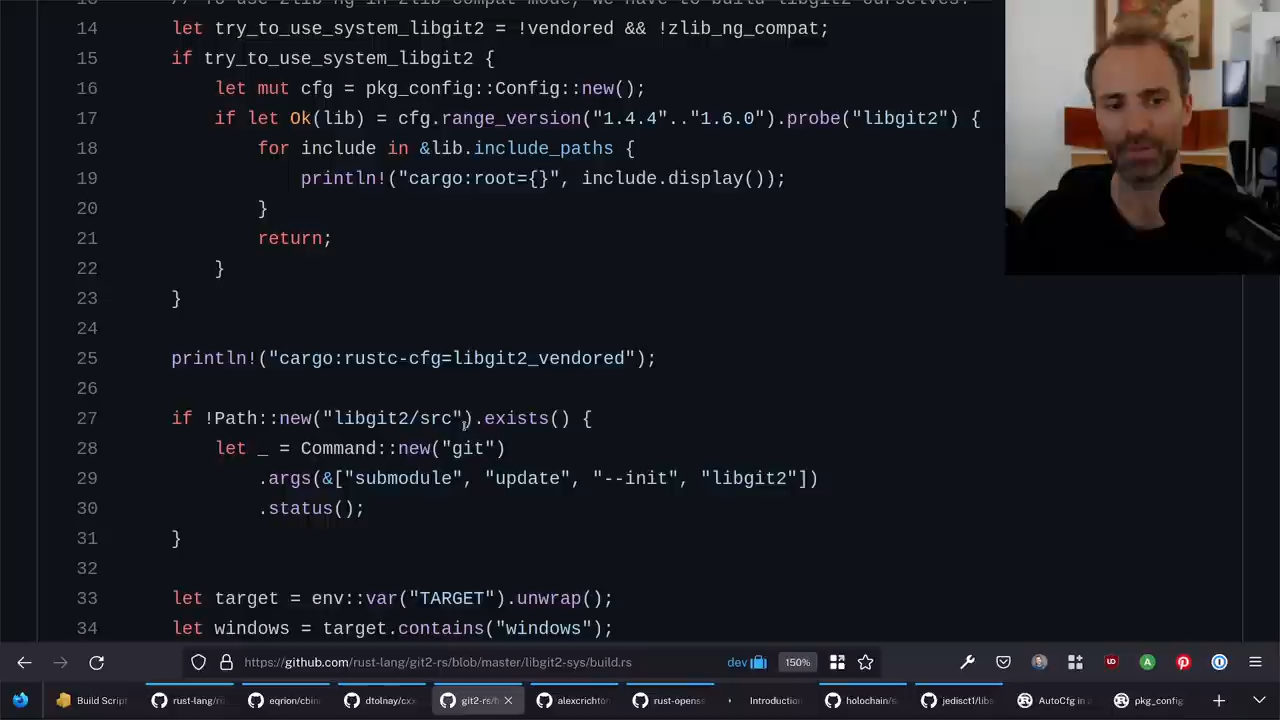 14 let try_to_use_system_libgit2 = !vendored && !zlib_ng_compat;
15 if try_to_use_system_libgit2 {
16 let mut cfg = pkg_config::Config::new();
17 if let Ok(lib) = cfg.range_version("1.4.4".."1.6.0").probe("libgit2") {
18 for include in &lib.include_paths {
19 println!("cargo:root={}", include.display());
20 }
21 return;
22 }
23 }
24
25 println!("cargo:rustc-cfg=libgit2_vendored");
26
27 if !Path::new("libgit2/src").exists() {
28 let _ = Command::new("git")
29 .args(&["submodule", "update", "--init", "libgit2"])
30 .status();
31 }
32
33 let target = env::var("TARGET").unwrap();
34 let windows = target.contains("windows");
https://github.com/rust-lang/git2-rs/blob/master/libgit2-sys/build.rs dev 150%
Build Script rust-lang/ eqrion/cbin dtolnay/cx git2-rs/ alexcrichton rust-openss Introduction holochain/s jedisct1/libs AutoCfg in a pkg_config